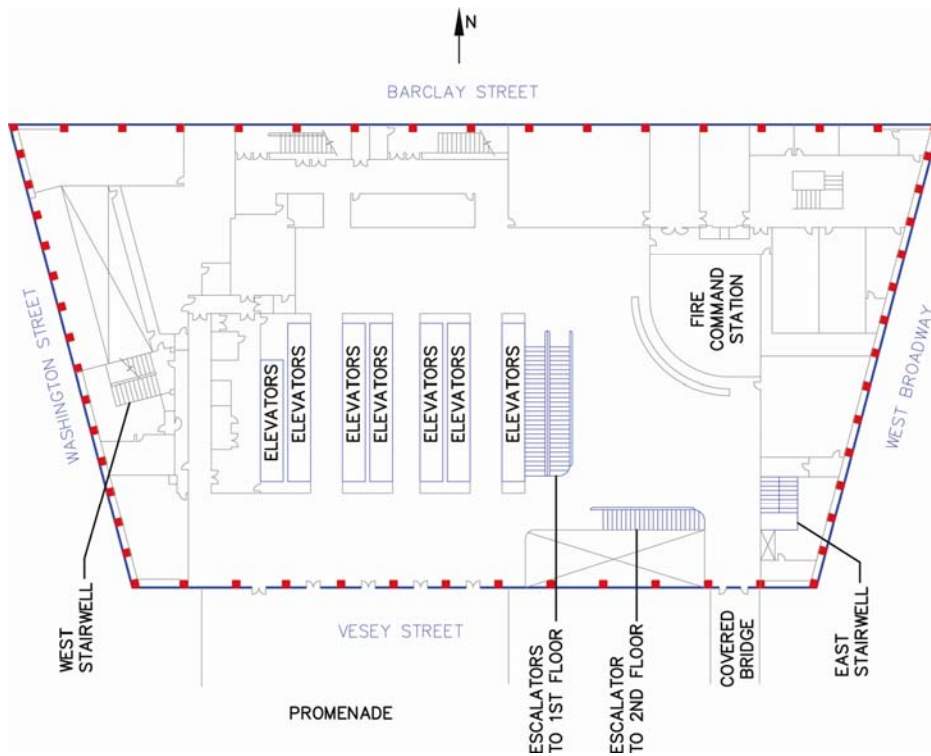 N
BARCLAY STREET
WASHINGTON STREET
FIRE
COMMAND
STATION
WEST BROADWAY
ELEVATORS
ELEVATORS
ELEVATORS
ELEVATORS
ELEVATORS
ELEVATORS
ELEVATORS
WEST
STAIRWELL
VESEY STREET
PROMENADE
ESCALATORS
TO 1ST FLOOR
ESCALATOR
TO 2ND FLOOR
COVERED
BRIDGE
EAST
STAIRWELL